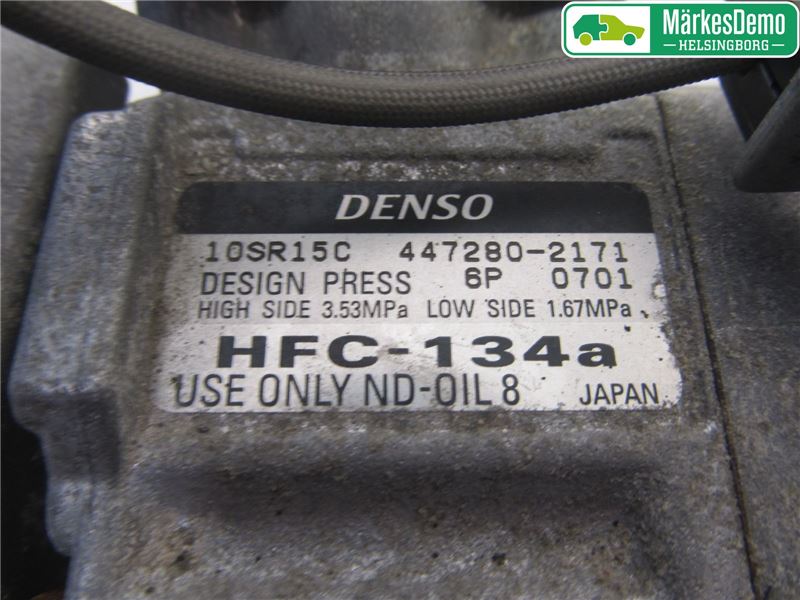 MärkesDemo
HELSINGBORG
DENSO
10SR15C 447280-2171
DESIGN PRESS 6P 0701
HIGH SIDE 3.53MPa LOW SIDE 1.67MPa
HFC-134a
USE ONLY ND-OIL 8 JAPAN